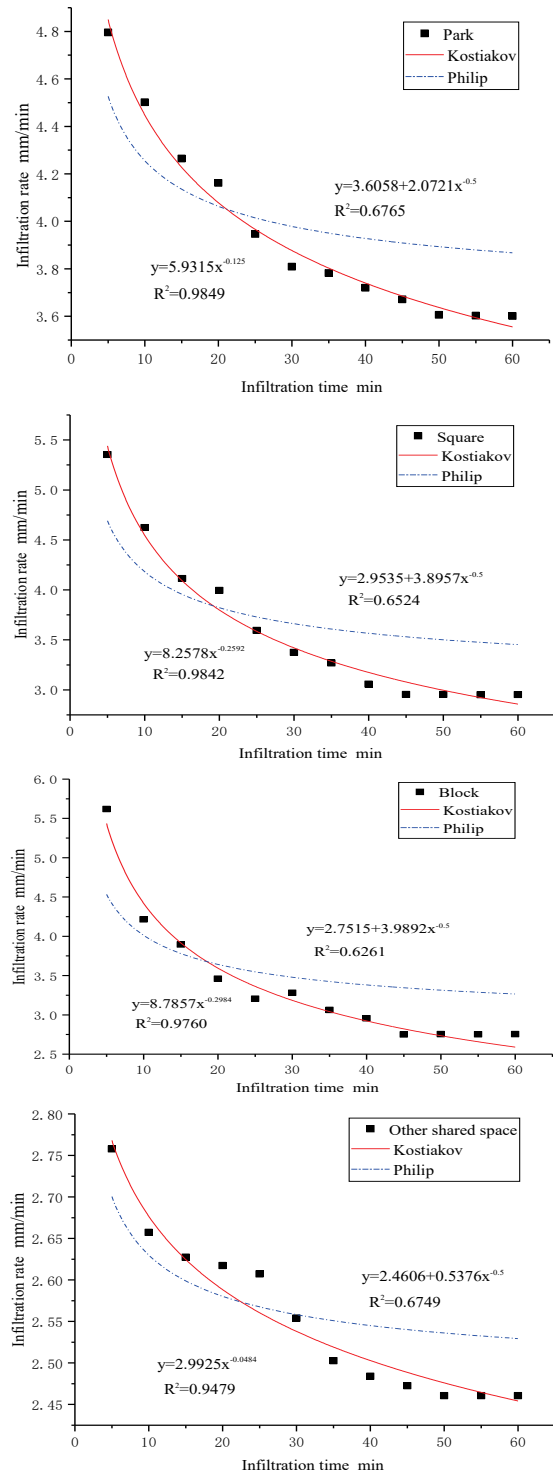 Park
Kostiakov
Philip
4.8
4.6
4.4
4.2
4.0
3.8
3.6
Infiltration rate mm/min
y=3.6058+2.0721x^-0.5
R²=0.6765
y=5.9315x^-0.125
R²=0.9849
0 10 20 30 40 50 60
Infiltration time min
Square
Kostiakov
Philip
5.5
5.0
4.5
4.0
3.5
3.0
Infiltration rate mm/min
y=2.9535+3.8957x^-0.5
R²=0.6524
y=8.2578x^-0.2592
R²=0.9842
0 10 20 30 40 50 60
Infiltration time min
Block
Kostiakov
Philip
6.0
5.5
5.0
4.5
4.0
3.5
3.0
2.5
Infiltration rate mm/min
y=2.7515+3.9892x^-0.5
R²=0.6261
y=8.7857x^-0.2984
R²=0.9760
0 10 20 30 40 50 60
Infiltration time min
Other shared space
Kostiakov
Philip
2.80
2.75
2.70
2.65
2.60
2.55
2.50
2.45
Infiltration rate mm/min
y=2.4606+0.5376x^-0.5
R²=0.6749
y=2.9925x^-0.0484
R²=0.9479
0 10 20 30 40 50 60
Infiltration time min